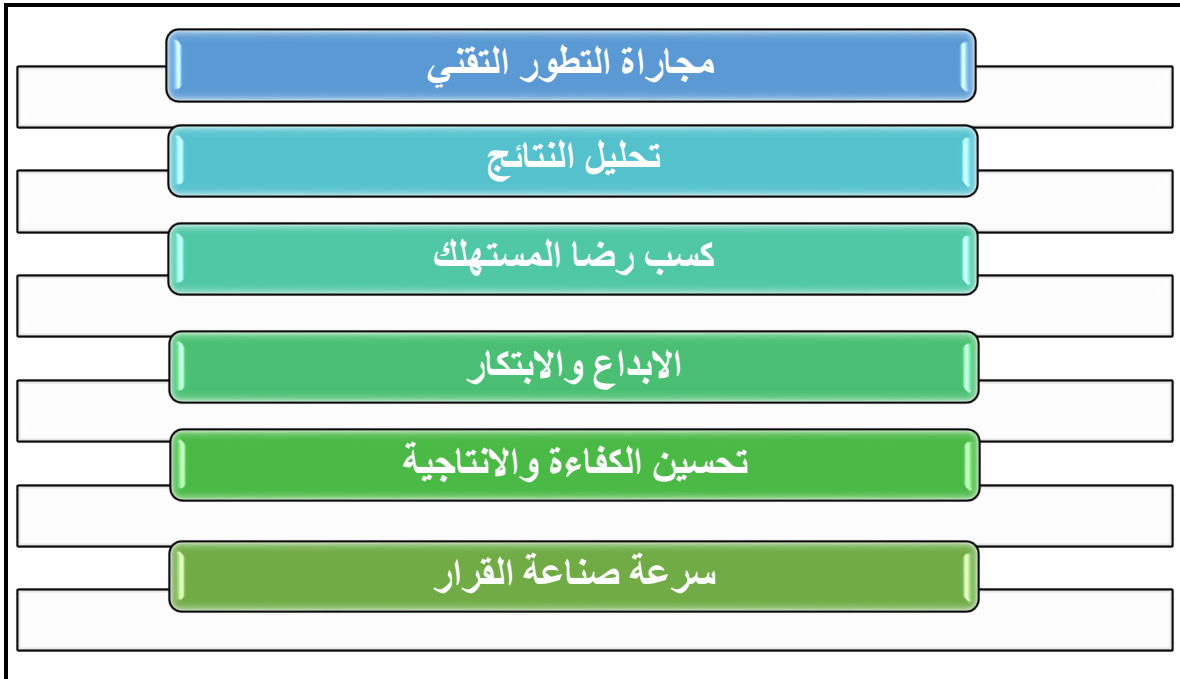 مجاراة التطور التقني
تحليل النتائج
كسب رضا المستهلك
الابداع والابتكار
تحسين الكفاءة والانتاجية
سرعة صناعة القرار